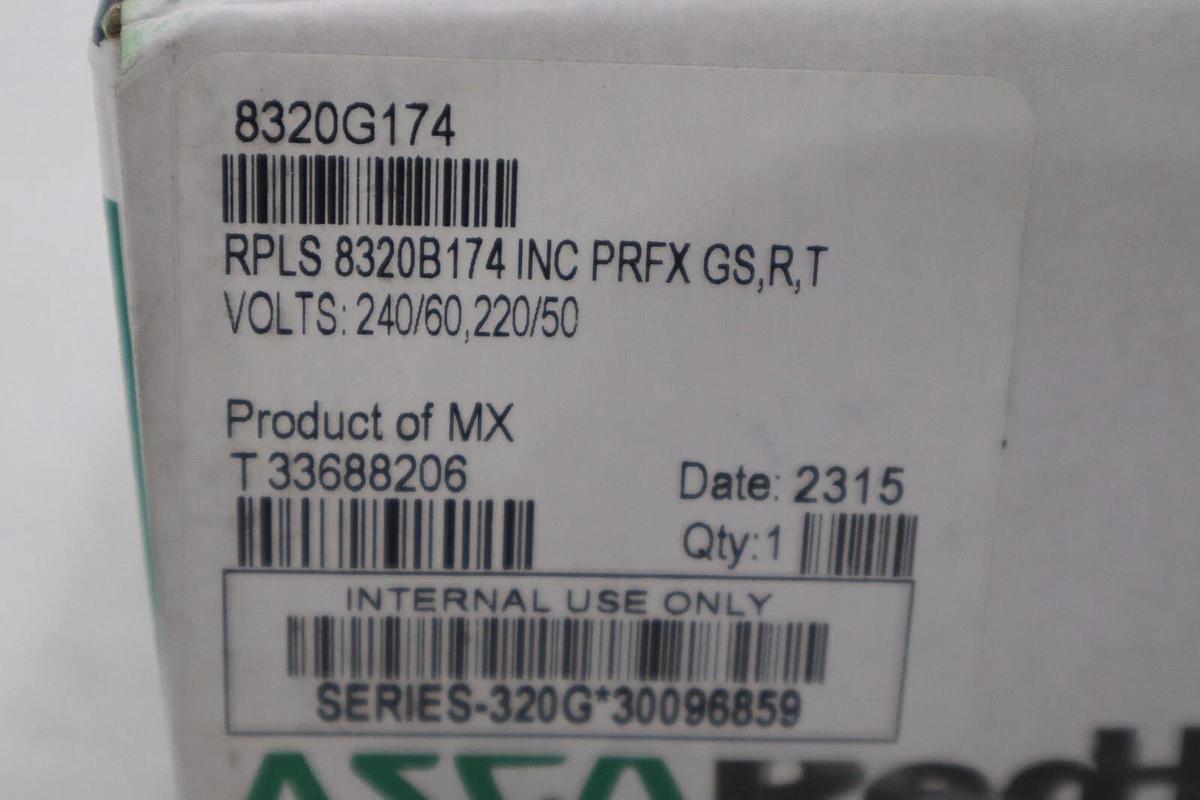 8320G174
RPLS 8320B174 INC PRFX GS,R,T
VOLTS: 240/60,220/50
Product of MX
T 33688206
Date: 2315
Qty:1
INTERNAL USE ONLY
SERIES-320G*30096859